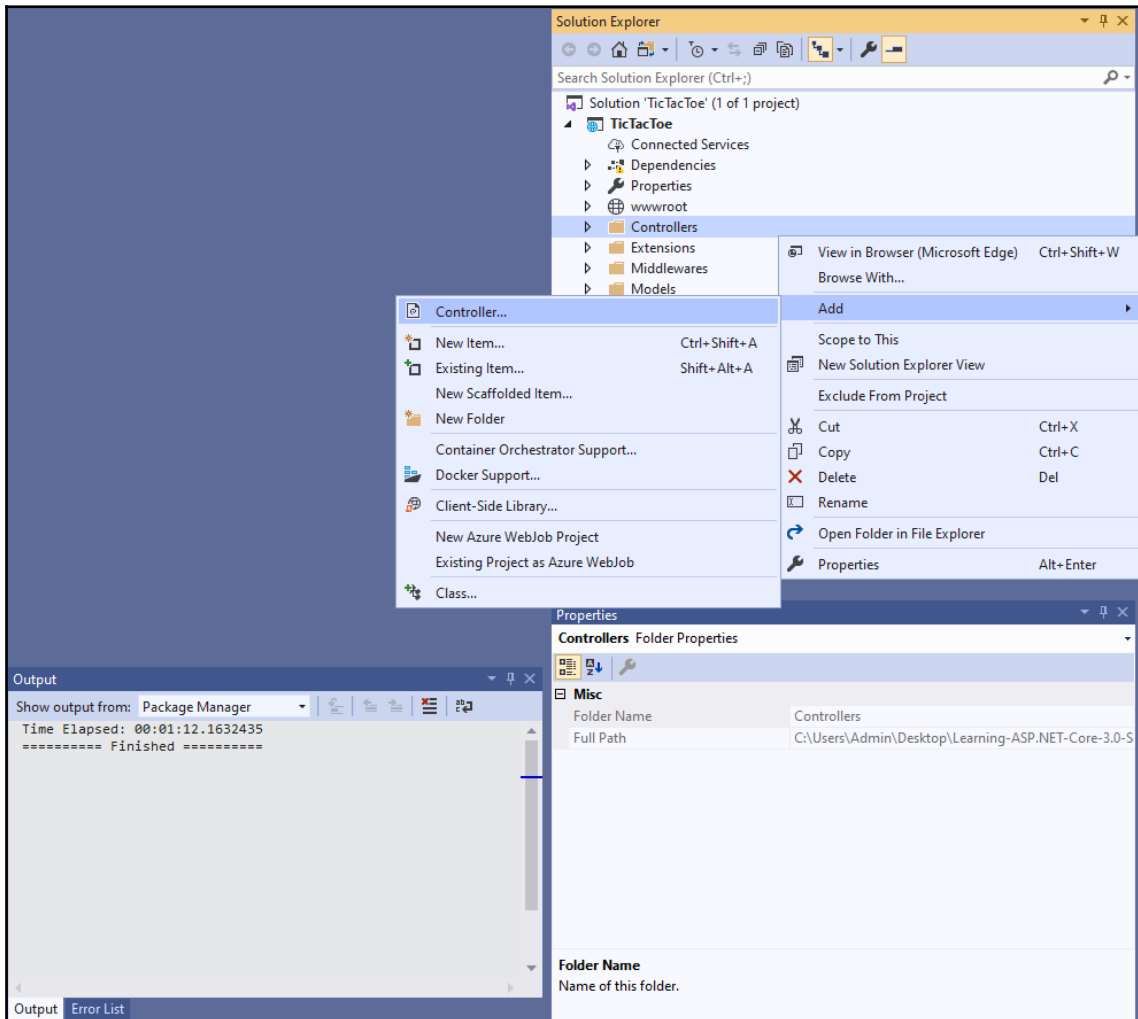 Solution Explorer
Search Solution Explorer (Ctrl+;)
Solution 'TicTacToe' (1 of 1 project)
TicTacToe
Connected Services
Dependencies
Properties
wwwroot
Controllers
Extensions
Middlewares
Models
View in Browser (Microsoft Edge) Ctrl+Shift+W
Browse With...
Add
Scope to This
New Solution Explorer View
Exclude From Project
Cut Ctrl+X
Copy Ctrl+C
Delete Del
Rename
Open Folder in File Explorer
Properties Alt+Enter
Controller...
New Item... Ctrl+Shift+A
Existing Item... Shift+Alt+A
New Scaffolded Item...
New Folder
Container Orchestrator Support...
Docker Support...
Client-Side Library...
New Azure WebJob Project
Existing Project as Azure WebJob
Class...
Properties
Controllers Folder Properties
Misc
Folder Name Controllers
Full Path C:\Users\Admin\Desktop\Learning-ASP.NET-Core-3.0-S
Folder Name
Name of this folder.
Output
Show output from: Package Manager
Time Elapsed: 00:01:12.1632435
========== Finished ==========
Output Error List